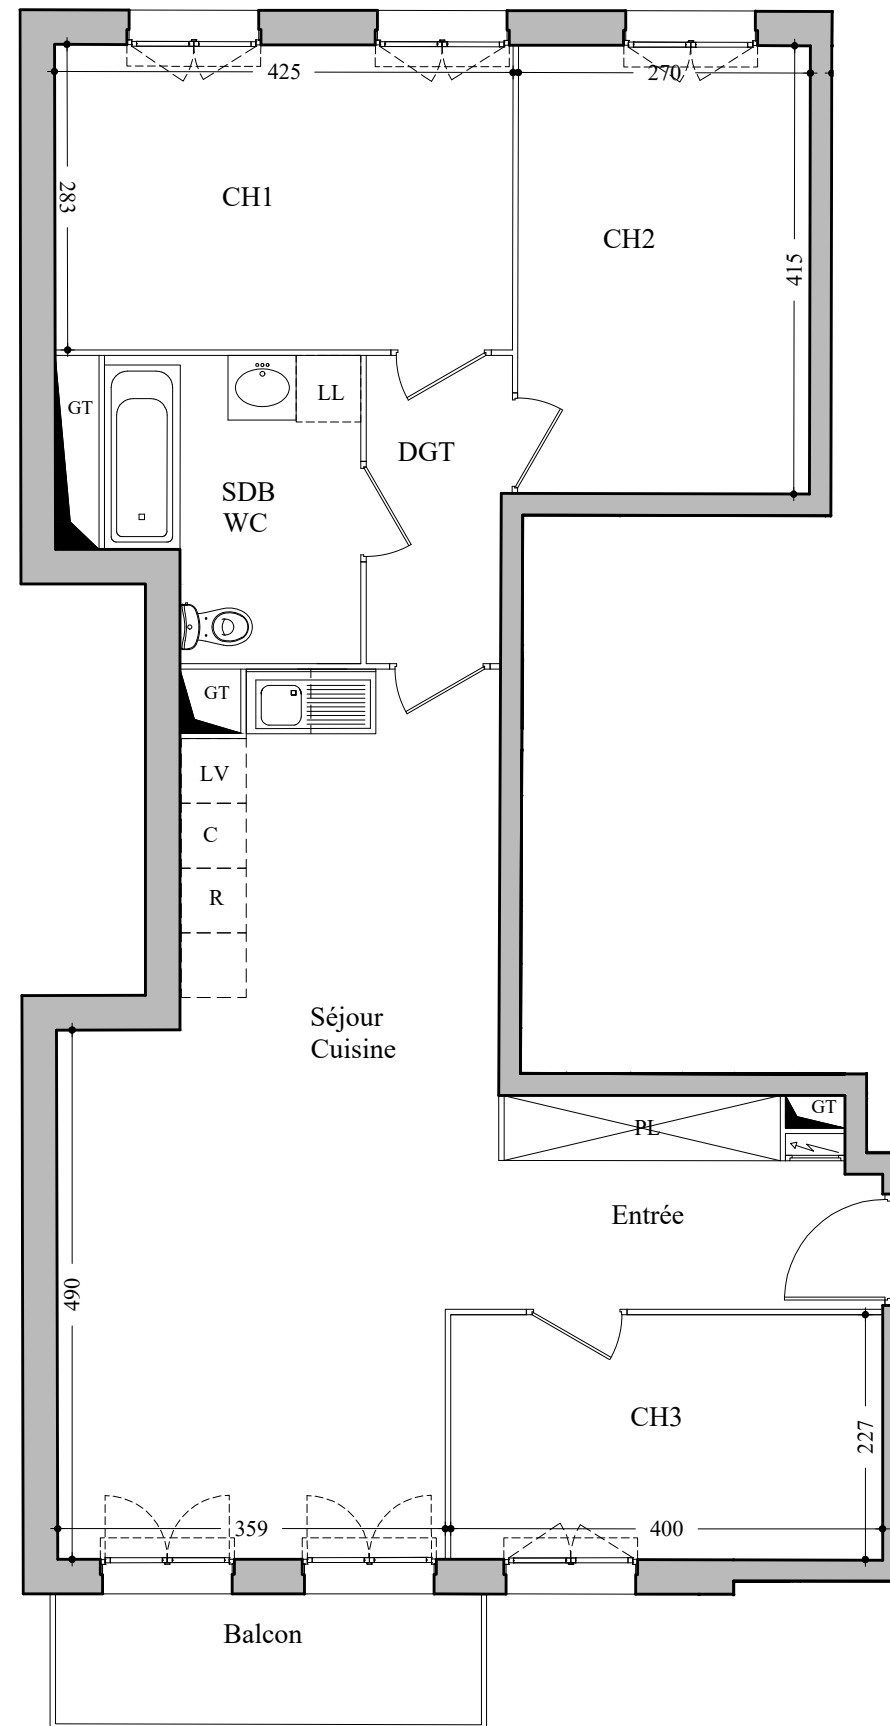 425
270
283
CH1
CH2
415
GT
LL
DGT
SDB
WC
GT
LV
C
R
Séjour
Cuisine
GT
PL
Entrée
490
CH3
227
359
400
Balcon